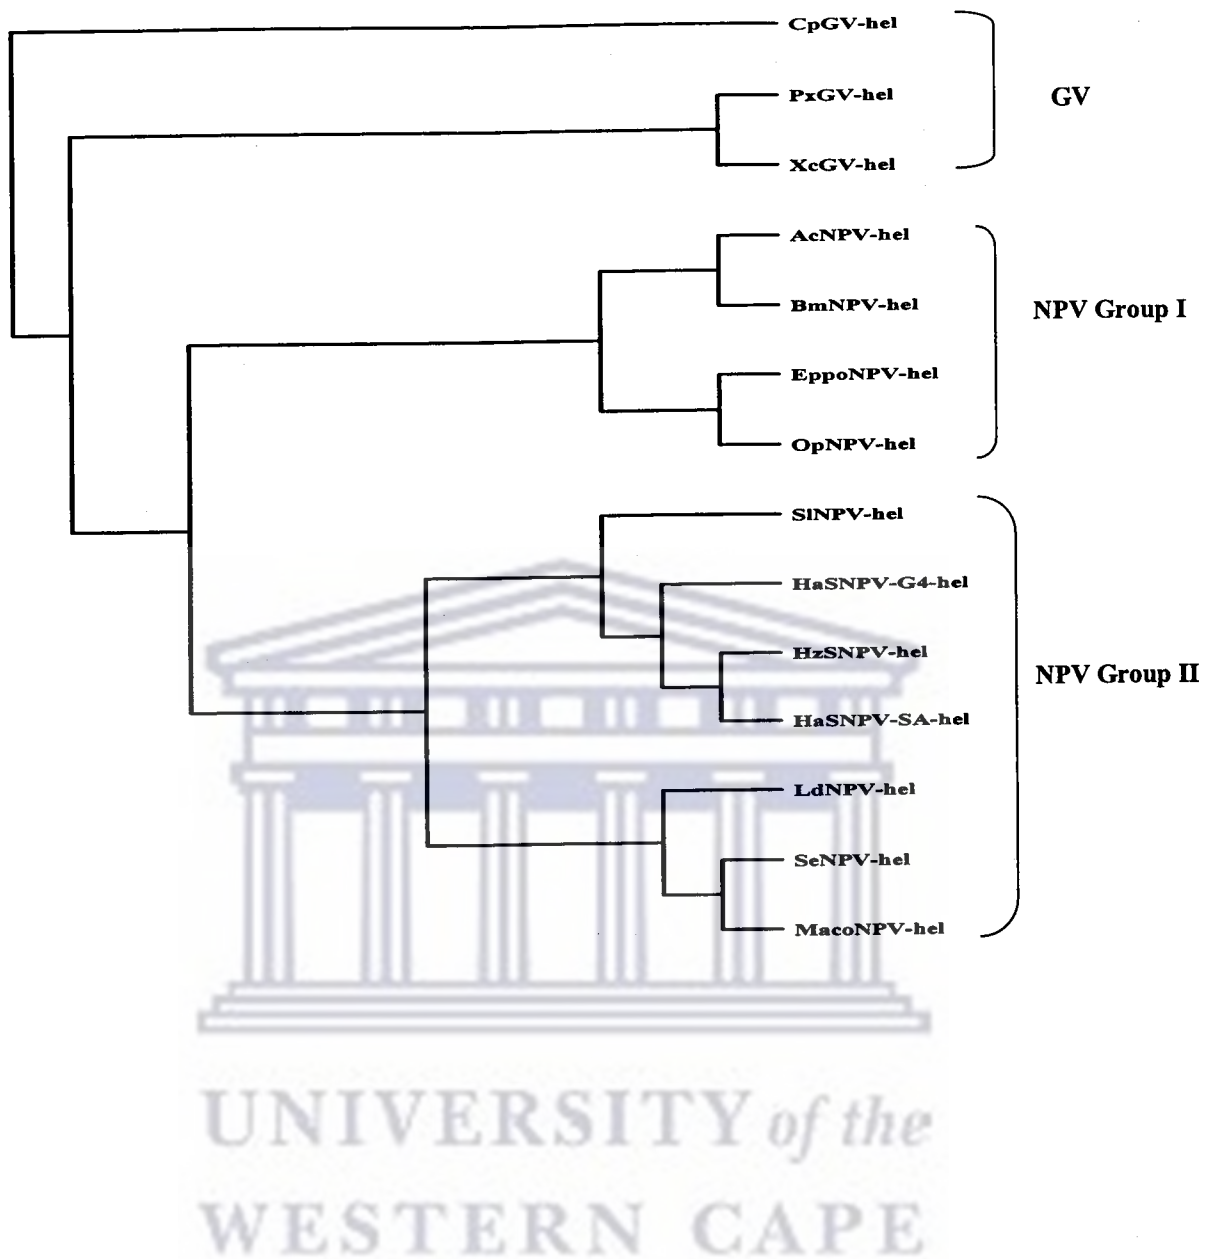 CpGV-hel
PxGV-hel
XcGV-hel
GV
AcNPV-hel
BmNPV-hel
EppoNPV-hel
OpNPV-hel
NPV Group I
SlNPV-hel
HaSNPV-G4-hel
HzSNPV-hel
HaSNPV-SA-hel
LdNPV-hel
SeNPV-hel
MacoNPV-hel
NPV Group II
UNIVERSITY of the
WESTERN CAPE